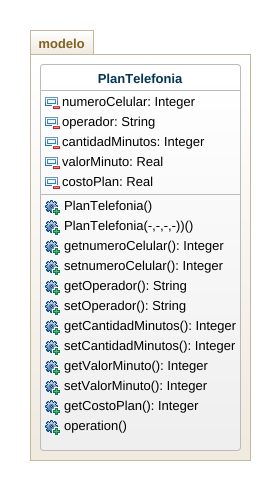 modelo
PlanTelefonia
numeroCelular: Integer
operador: String
cantidadMinutos: Integer
valorMinuto: Real
costoPlan: Real
PlanTelefonia()
PlanTelefonia(-,-,-,-))()
getnumeroCelular(): Integer
setnumeroCelular(): Integer
getOperador(): String
setOperador(): String
getCantidadMinutos(): Integer
setCantidadMinutos(): Integer
getValorMinuto(): Integer
setValorMinuto(): Integer
getCostoPlan(): Integer
operation()